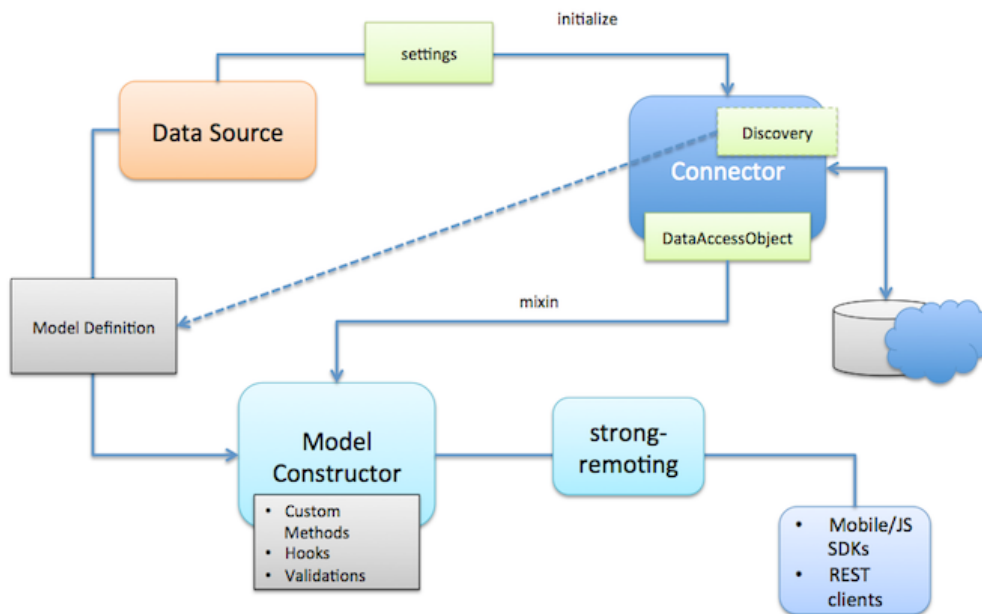 initialize
settings
Data Source
Discovery
Connector
DataAccessObject
mixin
Model Definition
Model
Constructor
• Custom
Methods
• Hooks
• Validations
strong-
remoting
• Mobile/JS
SDKs
• REST
clients